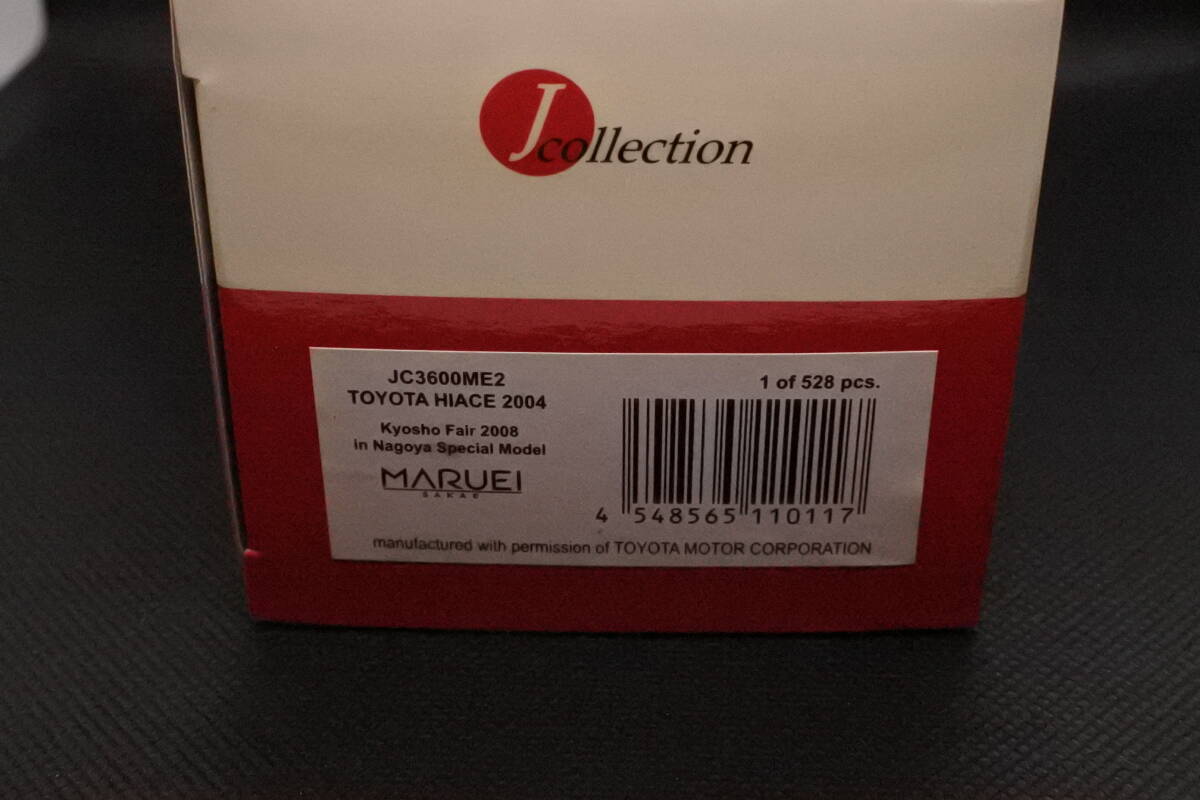 J collection
JC3600ME2
TOYOTA HIACE 2004
Kyosho Fair 2008
in Nagoya Special Model
MARUEI
SAKAE
1 of 528 pcs.
4 548565 110117
manufactured with permission of TOYOTA MOTOR CORPORATION